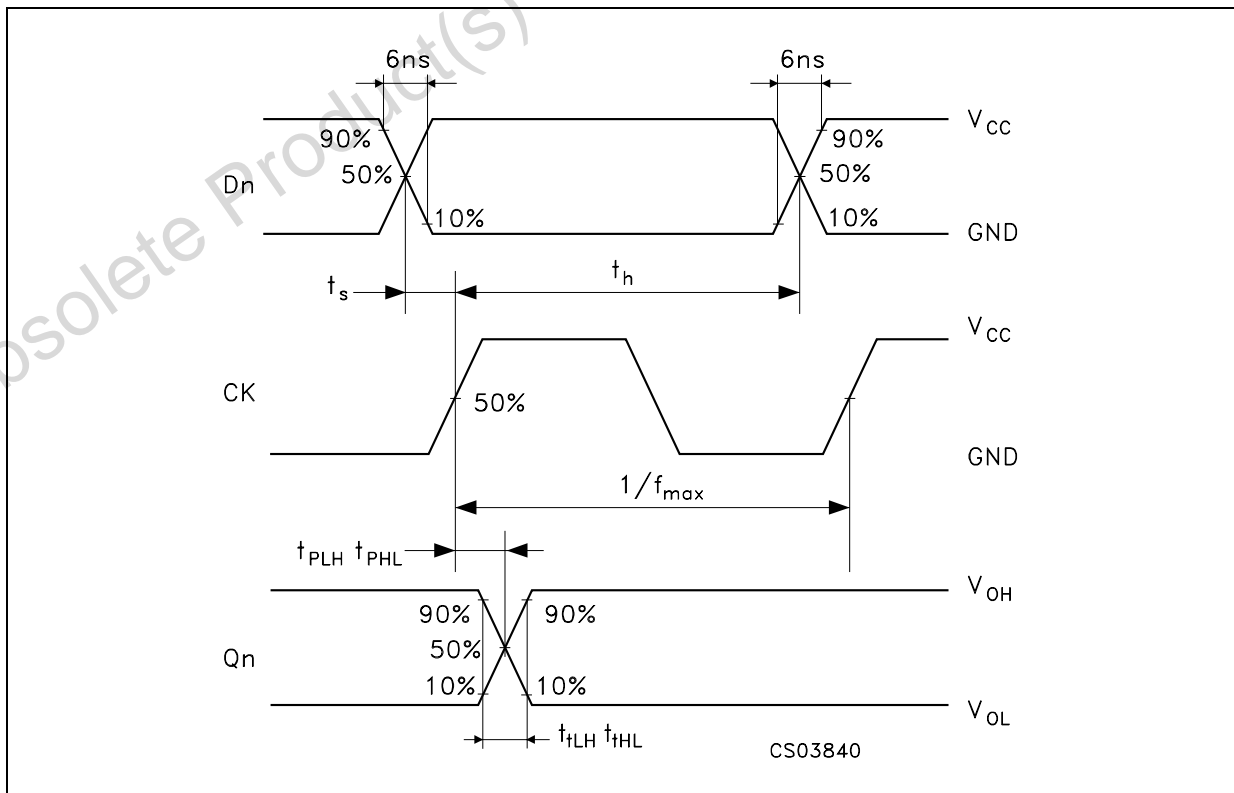 6ns 6ns
90% 90% V_CC
Dn 50% 50%
10% 10% GND
t_s t_h
V_CC
CK 50%
GND
1/f_max
t_PLH t_PHL
V_OH
90% 90%
Qn 50%
10% 10%
V_OL
t_tLH t_tHL
CS03840
bsolete Product(s)